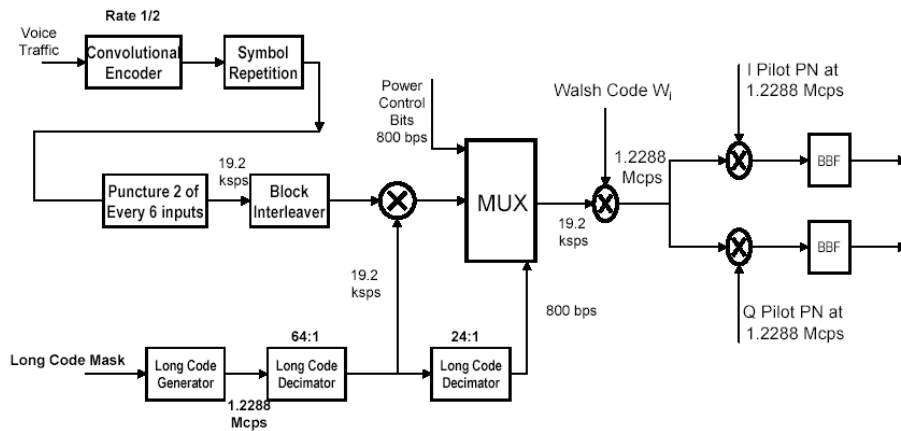 Rate 1/2
Voice
Traffic
Convolutional
Encoder
Symbol
Repetition
Power
Control
Bits
800 bps
Walsh Code Wi
I Pilot PN at
1.2288 Mcps
BBF
19.2
ksps
Puncture 2 of
Every 6 inputs
Block
Interleaver
MUX
1.2288
Mcps
19.2
ksps
BBF
19.2
ksps
800 bps
Q Pilot PN at
1.2288 Mcps
64:1
24:1
Long Code Mask
Long Code
Generator
Long Code
Decimator
Long Code
Decimator
1.2288
Mcps